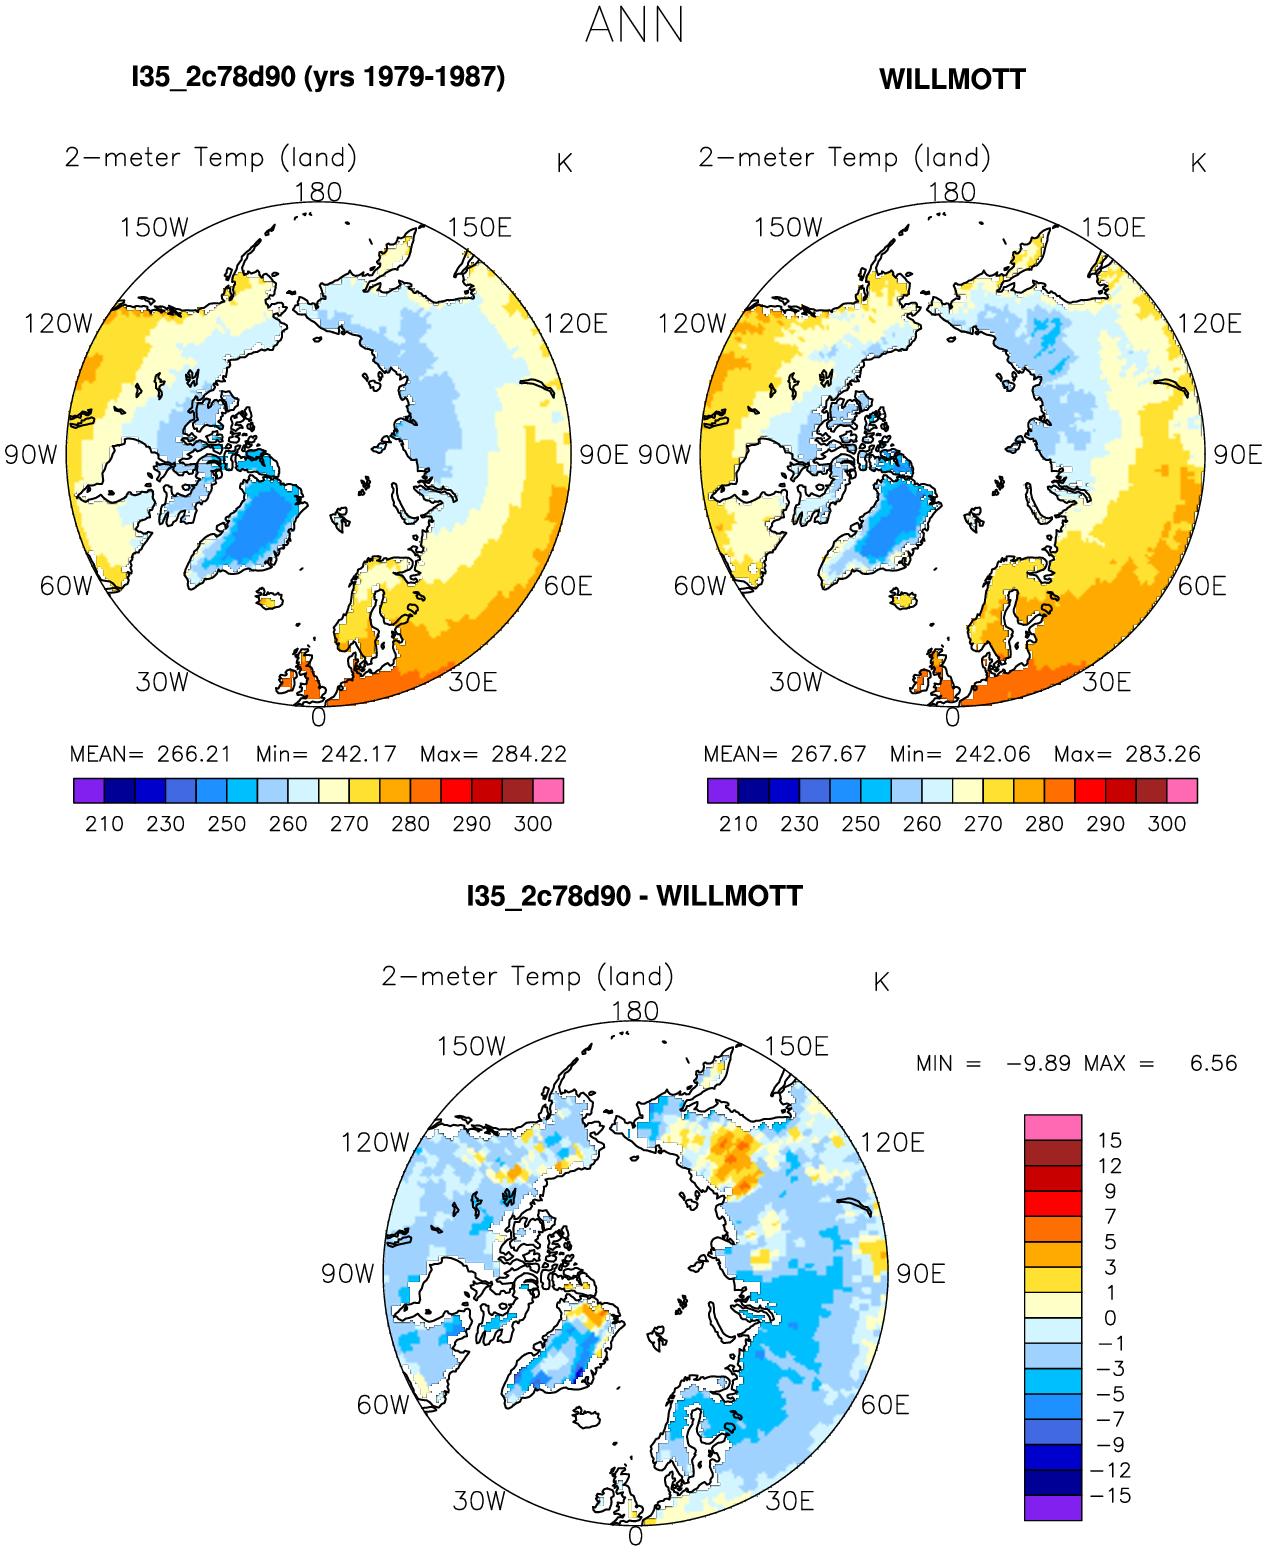 ANN
I35_2c78d90 (yrs 1979-1987)
WILLMOTT
2-meter Temp (land) K
2-meter Temp (land) K
180
150W 150E
120W 120E
90W 90E
60W 60E
30W 30E
0
180
150W 150E
120W 120E
90W 90E
60W 60E
30W 30E
0
MEAN= 266.21 Min= 242.17 Max= 284.22
210 230 250 260 270 280 290 300
MEAN= 267.67 Min= 242.06 Max= 283.26
210 230 250 260 270 280 290 300
I35_2c78d90 - WILLMOTT
2-meter Temp (land) K
180
150W 150E
120W 120E
90W 90E
60W 60E
30W 30E
0
MIN = -9.89 MAX = 6.56
15
12
9
7
5
3
1
0
-1
-3
-5
-7
-9
-12
-15